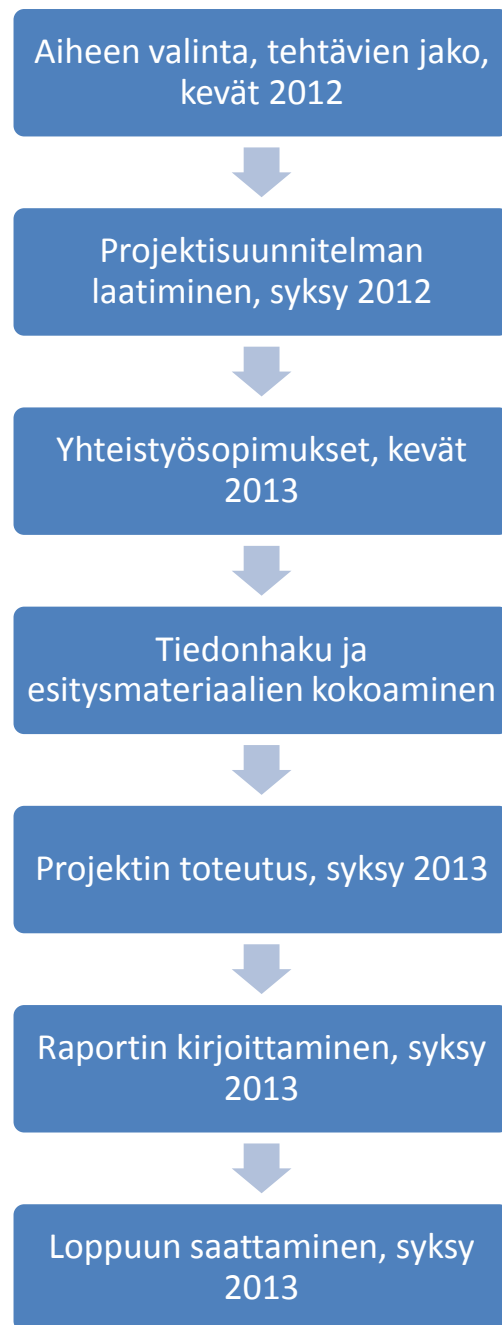 Aiheen valinta, tehtävien jako,
kevät 2012
Projektisuunnitelman
laatiminen, syksy 2012
Yhteistyösopimukset, kevät
2013
Tiedonhaku ja
esitysmateriaalien kokoaminen
Projektin toteutus, syksy 2013
Raportin kirjoittaminen, syksy
2013
Loppuun saattaminen, syksy
2013